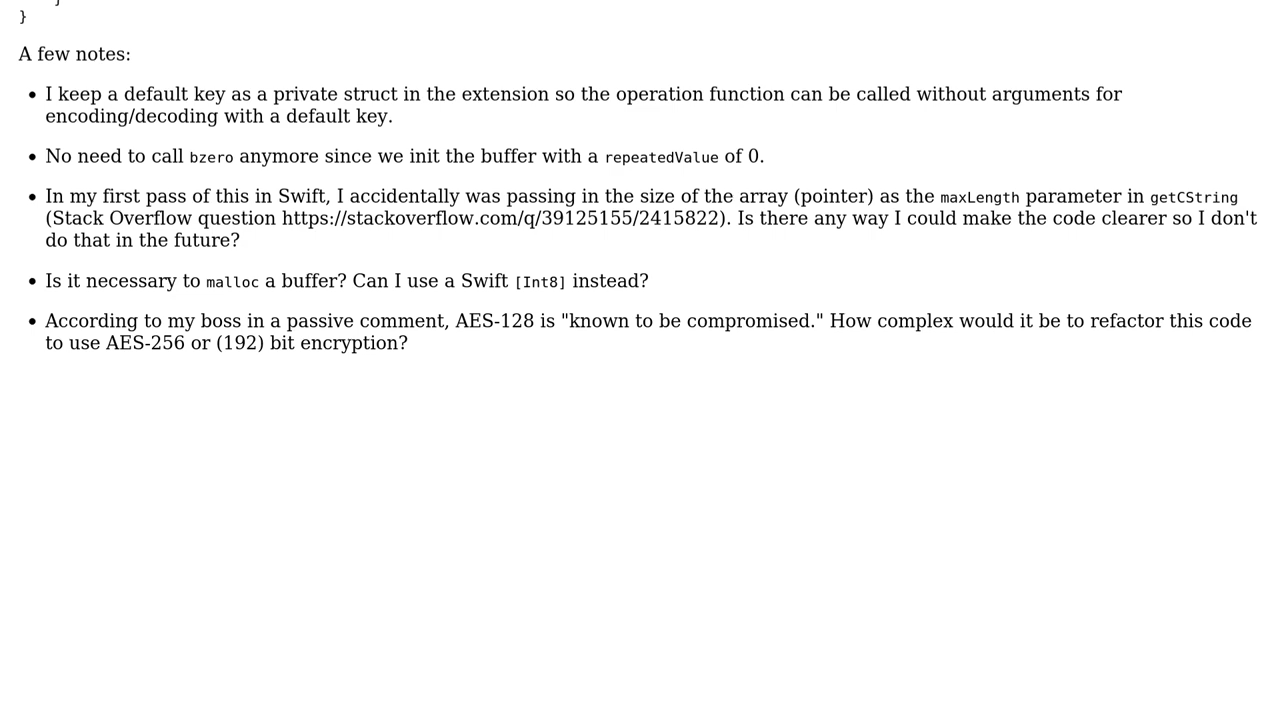 }
A few notes:
• I keep a default key as a private struct in the extension so the operation function can be called without arguments for
encoding/decoding with a default key.
• No need to call bzero anymore since we init the buffer with a repeatedValue of 0.
• In my first pass of this in Swift, I accidentally was passing in the size of the array (pointer) as the maxLength parameter in getCString
(Stack Overflow question https://stackoverflow.com/q/39125155/2415822). Is there any way I could make the code clearer so I don't
do that in the future?
• Is it necessary to malloc a buffer? Can I use a Swift [Int8] instead?
• According to my boss in a passive comment, AES-128 is "known to be compromised." How complex would it be to refactor this code
to use AES-256 or (192) bit encryption?